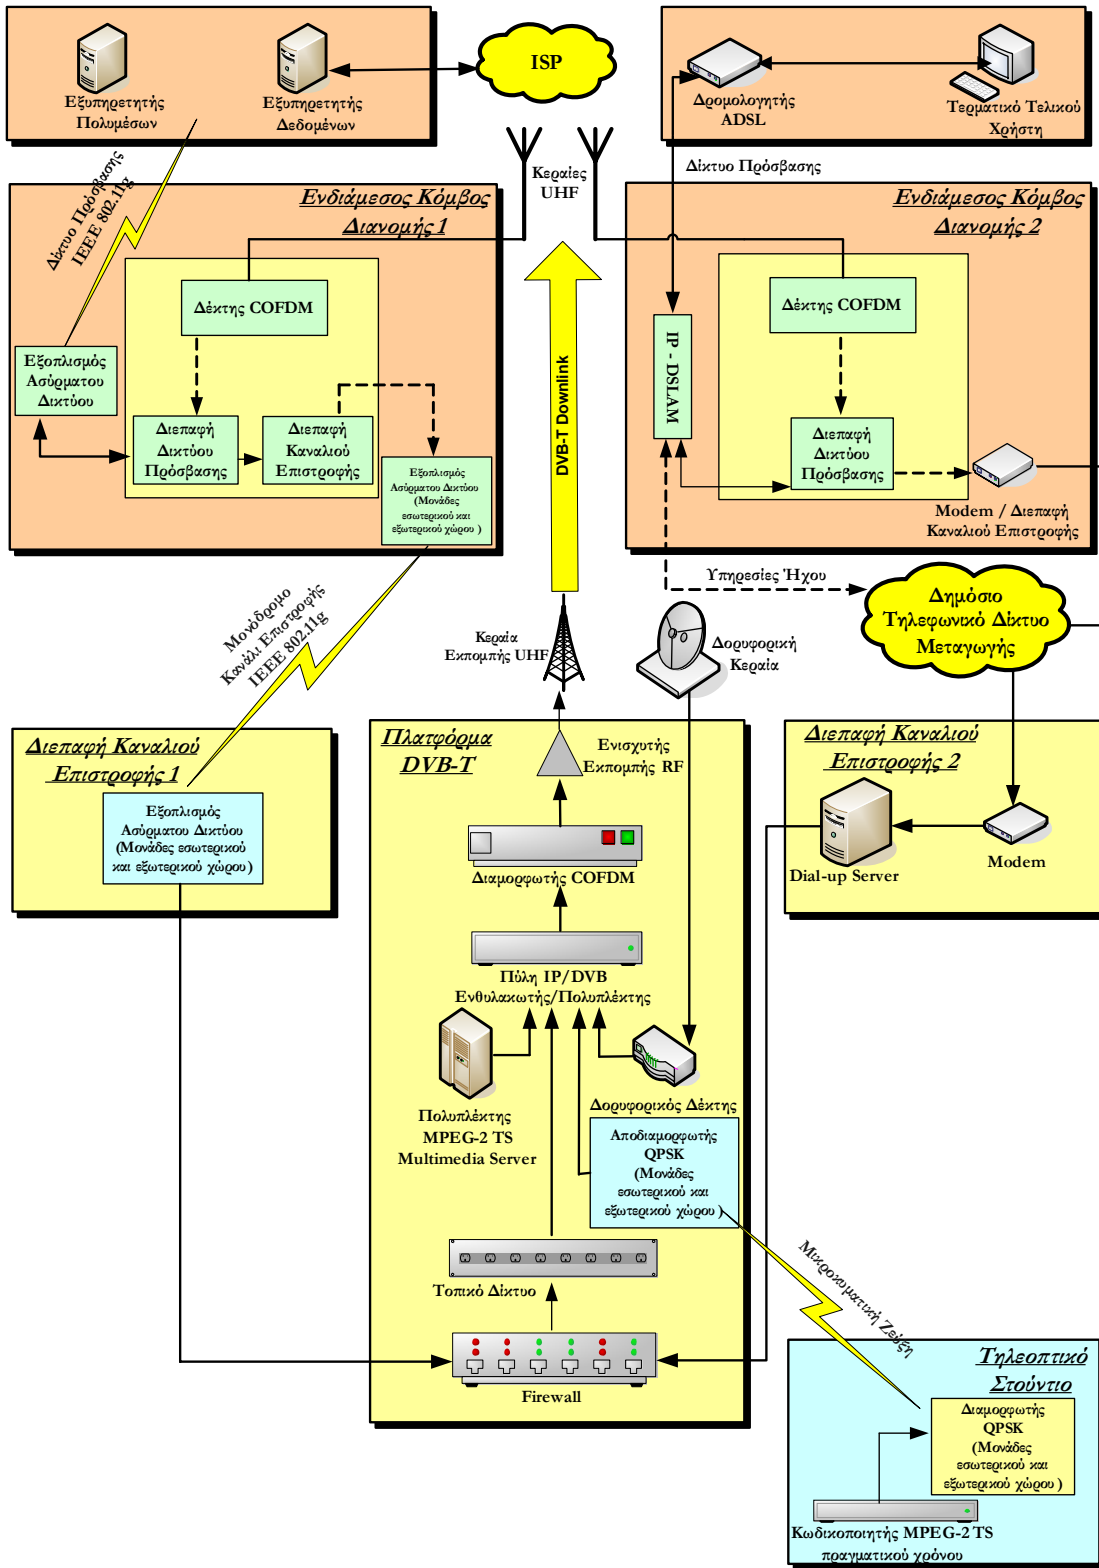 Εξυπηρετητής
Πολυμέσων
Εξυπηρετητής
Δεδομένων
ISP
Δρομολογητής
ADSL
Τερματικό Τελικού
Χρήστη
Δίκτυο Πρόσβασης
IEEE 802.11g
Κεραίες
UHF
Δίκτυο Πρόσβασης
Ενδιάμεσος Κόμβος
Διανομής 1
Δέκτης COFDM
Εξοπλισμός
Ασύρματου
Δικτύου
Διεπαφή
Δικτύου
Πρόσβασης
Διεπαφή
Καναλιού
Επιστροφής
Εξοπλισμός
Ασύρματου Δικτύου
(Μονάδες
εσωτερικού και
εξωτερικού χώρου )
DVB-T Downlink
Ενδιάμεσος Κόμβος
Διανομής 2
Δέκτης COFDM
IP - DSLAM
Διεπαφή
Δικτύου
Πρόσβασης
Modem / Διεπαφή
Καναλιού Επιστροφής
Υπηρεσίες Ήχου
Δημόσιο
Τηλεφωνικό Δίκτυο
Μεταγωγής
Μονόδρομο
Κανάλι Επιστροφής
IEEE 802.11g
Κεραία
Εκπομπής UHF
Δορυφορική
Κεραία
Διεπαφή Καναλιού
Επιστροφής 1
Εξοπλισμός
Ασύρματου Δικτύου
(Μονάδες εσωτερικού
και εξωτερικού χώρου )
Πλατφόρμα
DVB-T
Ενισχυτής
Εκπομπής RF
Διαμορφωτής COFDM
Πύλη IP/DVB
Ενθυλακωτής/Πολυπλέκτης
Πολυπλέκτης
MPEG-2 TS
Multimedia Server
Δορυφορικός Δέκτης
Αποδιαμορφωτής
QPSK
(Μονάδες
εσωτερικού και
εξωτερικού χώρου )
Τοπικό Δίκτυο
Firewall
Διεπαφή Καναλιού
Επιστροφής 2
Dial-up Server
Modem
Μικροκυματική Ζεύξη
Τηλεοπτικό
Στούντιο
Διαμορφωτής
QPSK
(Μονάδες
εσωτερικού και
εξωτερικού χώρου )
Κωδικοποιητής MPEG-2 TS
πραγματικού χρόνου